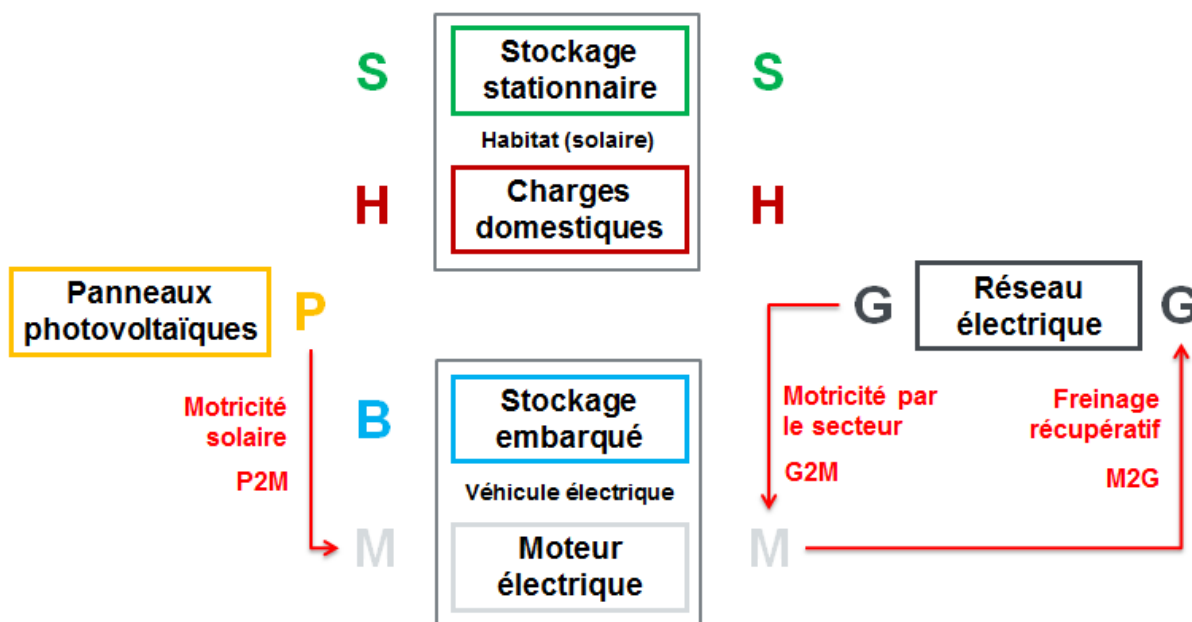 S
Stockage
stationnaire
S
Habitat (solaire)
H
Charges
domestiques
H
Panneaux
photovoltaïques
P
G
Réseau
électrique
G
Motricité
solaire
P2M
B
Stockage
embarqué
Motricité par
le secteur
G2M
Freinage
récupératif
M2G
Véhicule électrique
M
Moteur
électrique
M